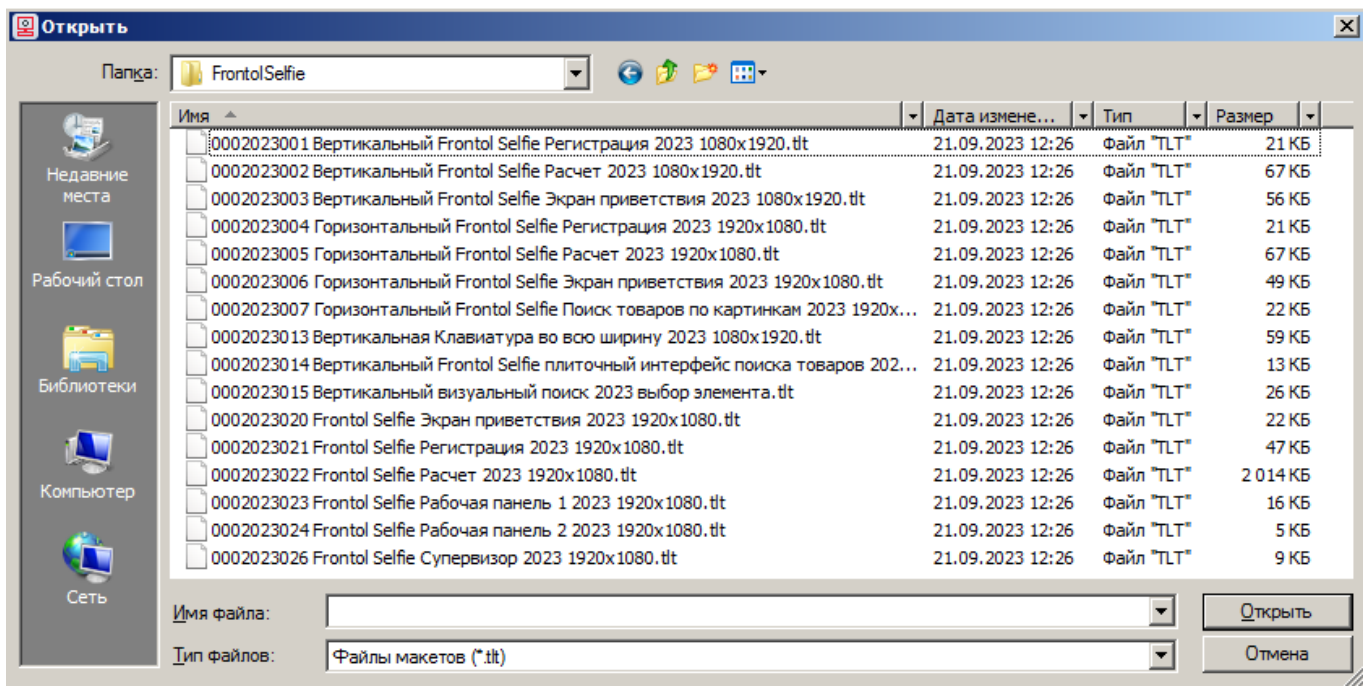 Открыть
Папка: FrontolSelfie
Имя Дата измене... Тип Размер
0002023001 Вертикальный Frontol Selfie Регистрация 2023 1080x1920.tlt 21.09.2023 12:26 Файл "TLT" 21 КБ
0002023002 Вертикальный Frontol Selfie Расчет 2023 1080x1920.tlt 21.09.2023 12:26 Файл "TLT" 67 КБ
0002023003 Вертикальный Frontol Selfie Экран приветствия 2023 1080x1920.tlt 21.09.2023 12:26 Файл "TLT" 56 КБ
0002023004 Горизонтальный Frontol Selfie Регистрация 2023 1920x1080.tlt 21.09.2023 12:26 Файл "TLT" 21 КБ
0002023005 Горизонтальный Frontol Selfie Расчет 2023 1920x1080.tlt 21.09.2023 12:26 Файл "TLT" 67 КБ
0002023006 Горизонтальный Frontol Selfie Экран приветствия 2023 1920x1080.tlt 21.09.2023 12:26 Файл "TLT" 49 КБ
0002023007 Горизонтальный Frontol Selfie Поиск товаров по картинкам 2023 1920x... 21.09.2023 12:26 Файл "TLT" 22 КБ
0002023013 Вертикальная Клавиатура во всю ширину 2023 1080x1920.tlt 21.09.2023 12:26 Файл "TLT" 59 КБ
0002023014 Вертикальный Frontol Selfie плиточный интерфейс поиска товаров 202... 21.09.2023 12:26 Файл "TLT" 13 КБ
0002023015 Вертикальный визуальный поиск 2023 выбор элемента.tlt 21.09.2023 12:26 Файл "TLT" 26 КБ
0002023020 Frontol Selfie Экран приветствия 2023 1920x1080.tlt 21.09.2023 12:26 Файл "TLT" 22 КБ
0002023021 Frontol Selfie Регистрация 2023 1920x1080.tlt 21.09.2023 12:26 Файл "TLT" 47 КБ
0002023022 Frontol Selfie Расчет 2023 1920x1080.tlt 21.09.2023 12:26 Файл "TLT" 2 014 КБ
0002023023 Frontol Selfie Рабочая панель 1 2023 1920x1080.tlt 21.09.2023 12:26 Файл "TLT" 16 КБ
0002023024 Frontol Selfie Рабочая панель 2 2023 1920x1080.tlt 21.09.2023 12:26 Файл "TLT" 5 КБ
0002023026 Frontol Selfie Супервизор 2023 1920x1080.tlt 21.09.2023 12:26 Файл "TLT" 9 КБ
Недавние
места
Рабочий стол
Библиотеки
Компьютер
Сеть
Имя файла: Открыть
Тип файлов: Файлы макетов (*.tlt) Отмена